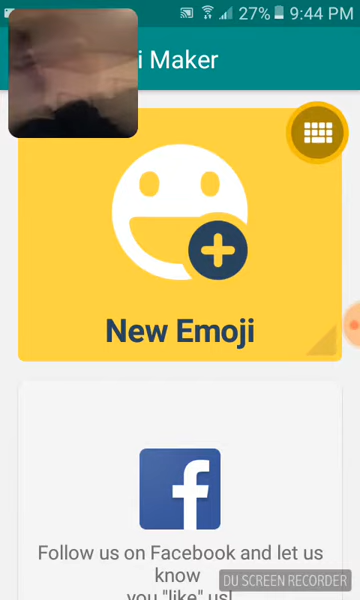 27% 9:44 PM
i Maker
New Emoji
Follow us on Facebook and let us
know
you "like" us!
DU SCREEN RECORDER